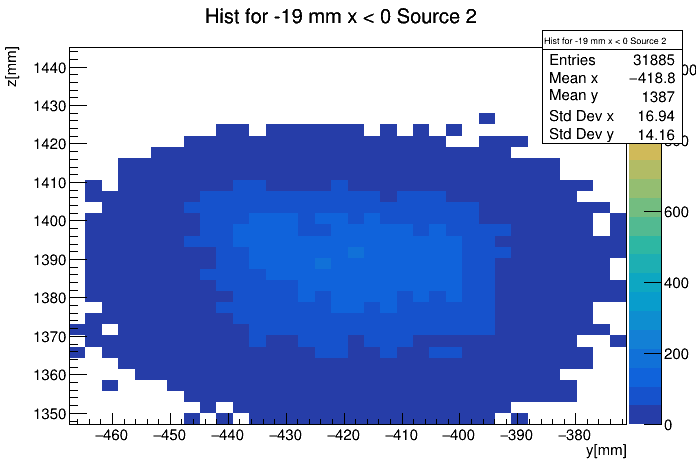 Hist for -19 mm x < 0 Source 2
z[mm]
Hist for -19 mm x < 0 Source 2
Entries 31885
Mean x −418.8
Mean y 1387
Std Dev x 16.94
Std Dev y 14.16
1440
1430
1420
1410
1400
1390
1380
1370
1360
1350
600
400
200
0
−460 −450 −440 −430 −420 −410 −400 −390 −380
y[mm]